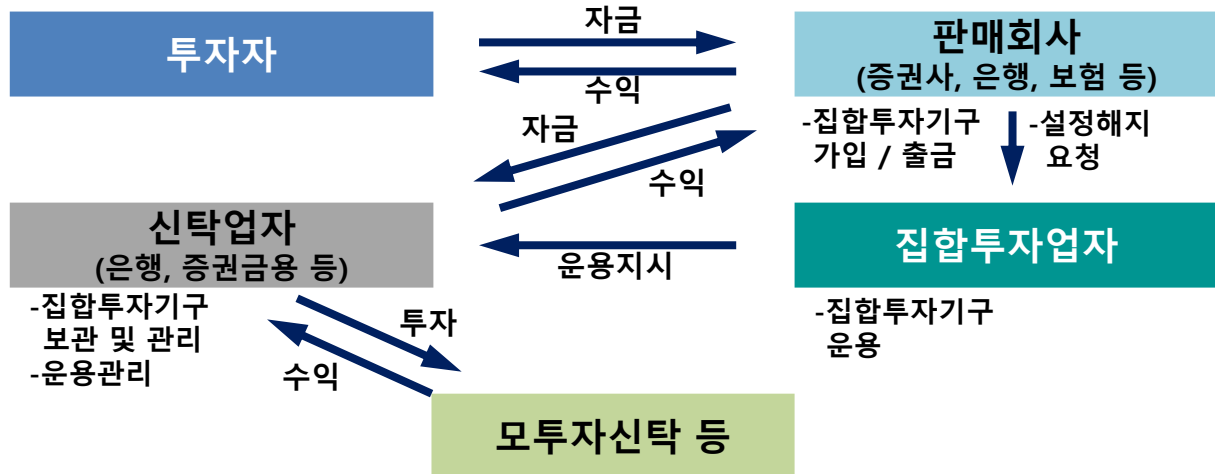 투자자
자금
수익
판매회사
(증권사, 은행, 보험 등)
-집합투자기구
가입 / 출금
-설정해지
요청
자금
수익
신탁업자
(은행, 증권금용 등)
운용지시
집합투자업자
-집합투자기구
보관 및 관리
-운용관리
투자
수익
-집합투자기구
운용
모투자신탁 등